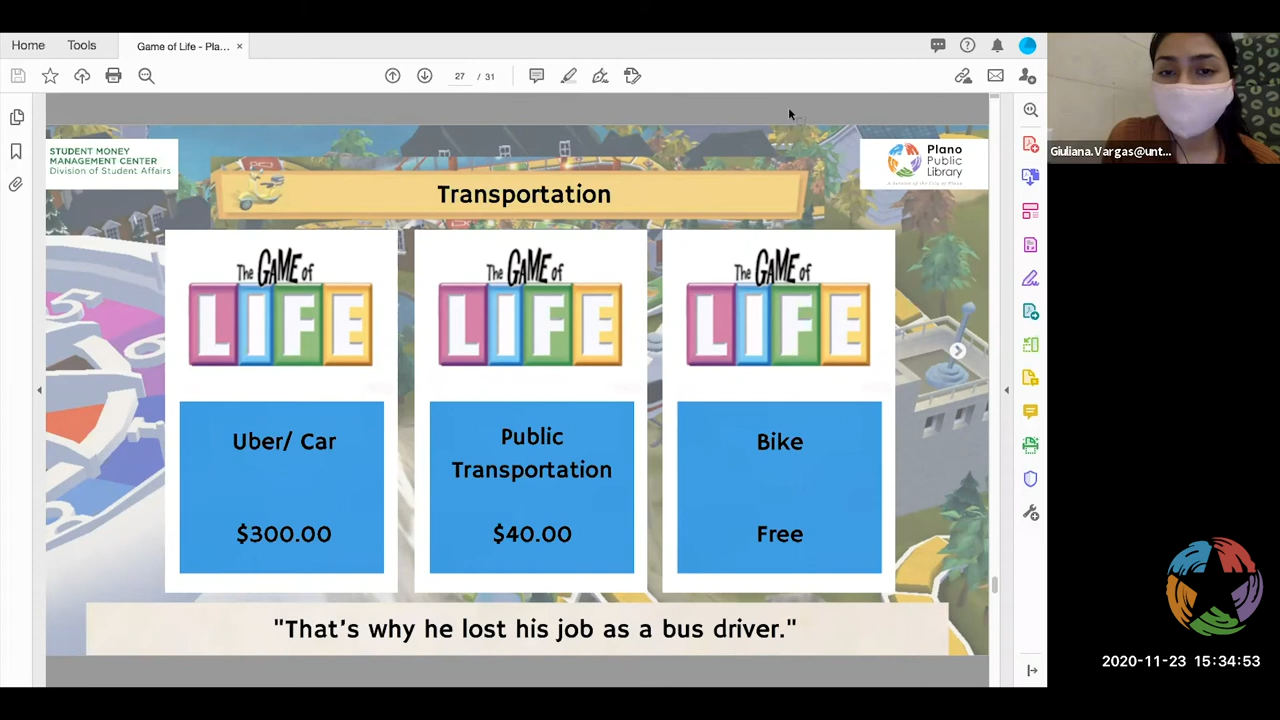 Home
Tools
Game of Life - Pla... ×
27 / 31
STUDENT MONEY
MANAGEMENT CENTER
Division of Student Affairs
Transportation
Plano
Public
Library
Giuliana.Vargas@unt...
The GAME of
LIFE
The GAME of
LIFE
The GAME of
LIFE
Uber/ Car
$300.00
Public
Transportation
$40.00
Bike
Free
"That's why he lost his job as a bus driver."
2020-11-23 15:34:53